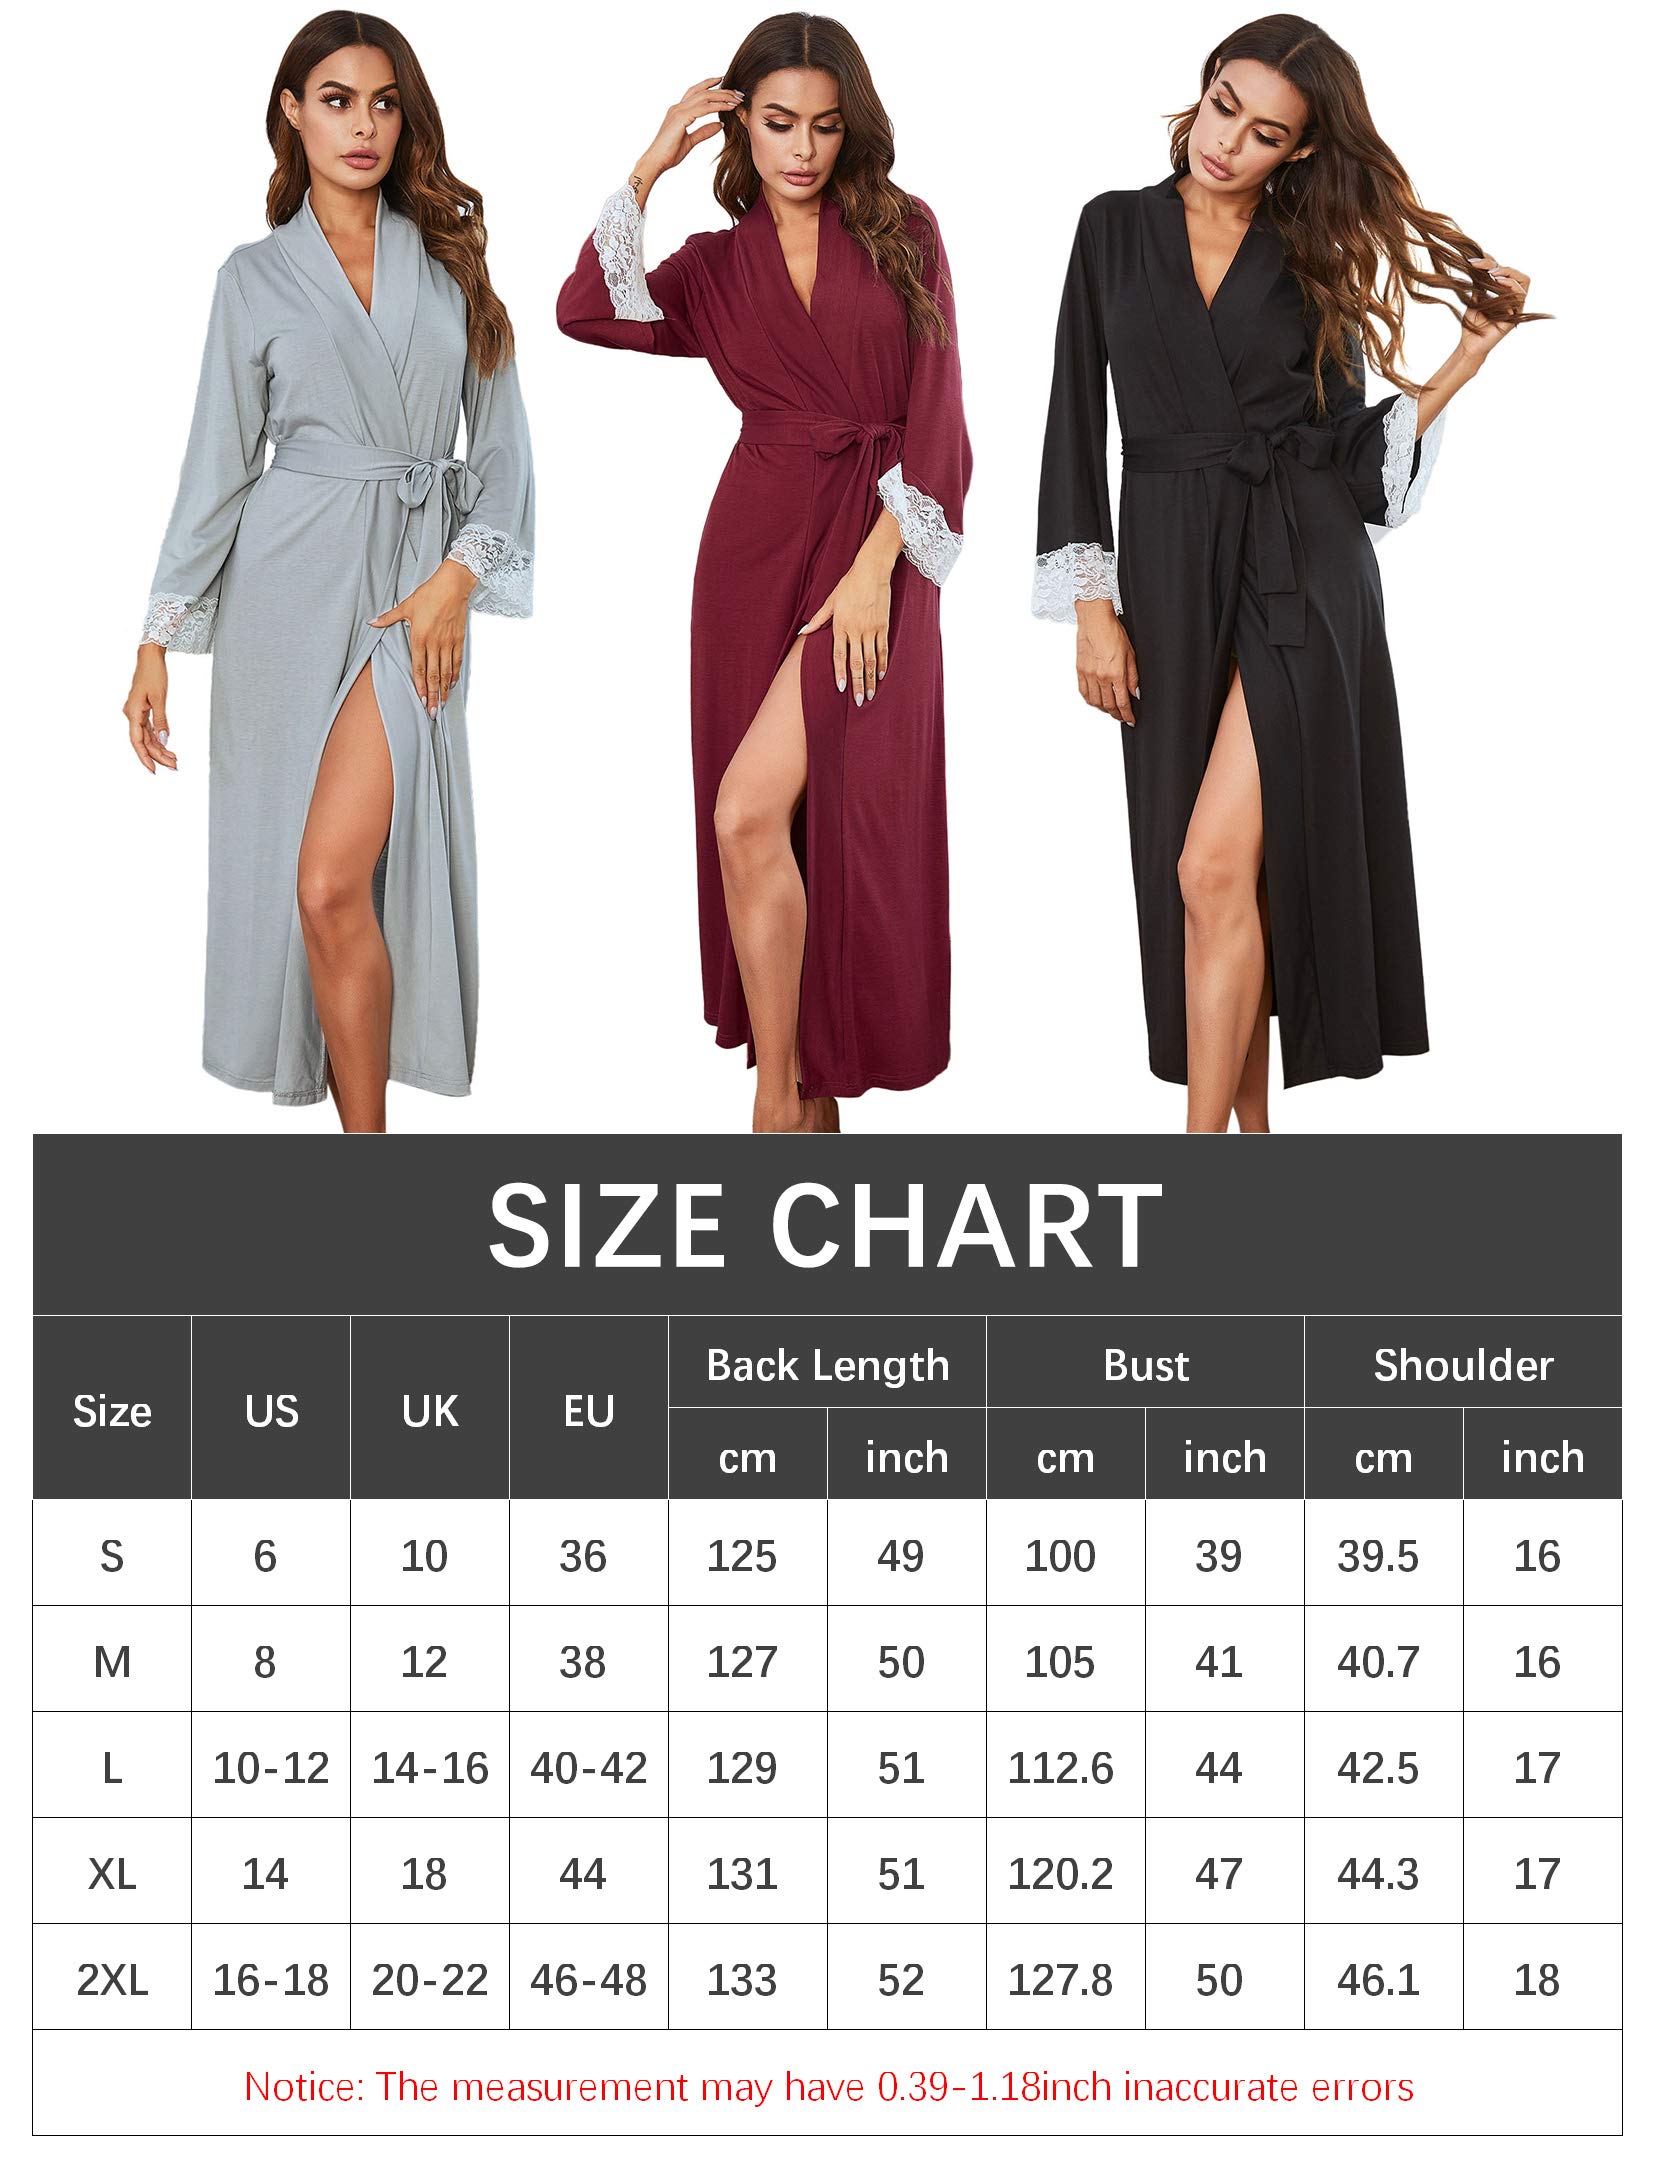 SIZE CHART
Size US UK EU Back Length Bust Shoulder
cm inch cm inch cm inch
S 6 10 36 125 49 100 39 39.5 16
M 8 12 38 127 50 105 41 40.7 16
L 10-12 14-16 40-42 129 51 112.6 44 42.5 17
XL 14 18 44 131 51 120.2 47 44.3 17
2XL 16-18 20-22 46-48 133 52 127.8 50 46.1 18
Notice: The measurement may have 0.39-1.18inch inaccurate errors